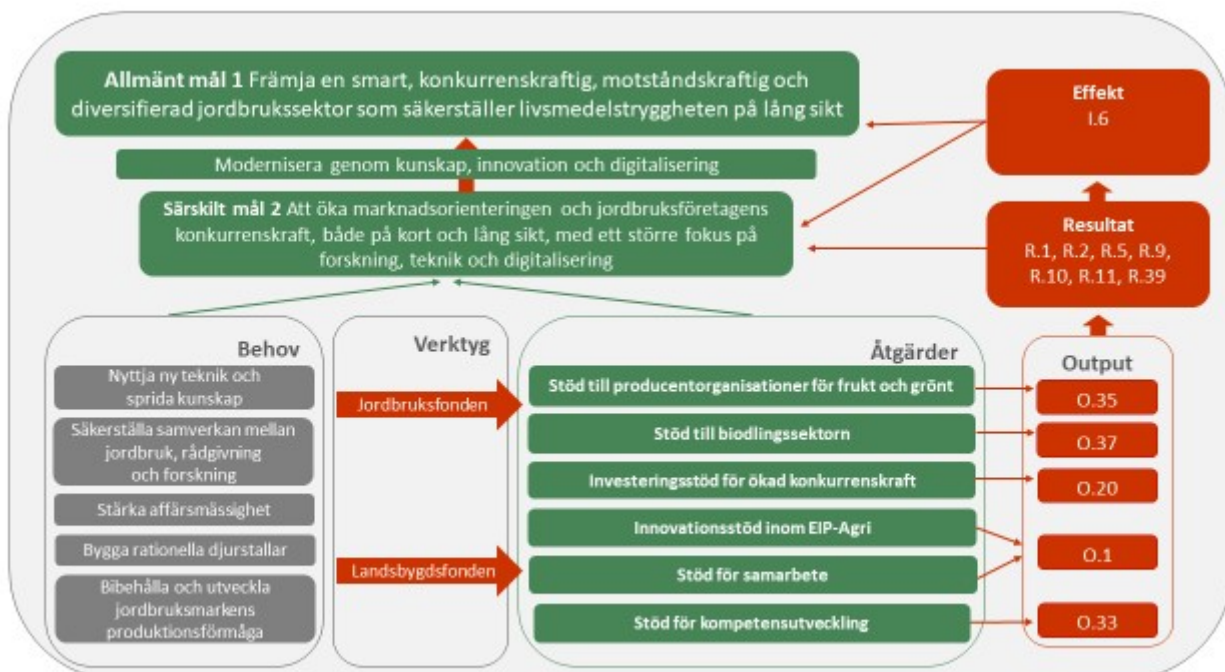 Allmänt mål 1 Främja en smart, konkurrenskraftig, motståndskraftig och
diversifierad jordbrukssektor som säkerställer livsmedelstryggheten på lång sikt
Effekt
I.6
Modernisera genom kunskap, innovation och digitalisering
Särskilt mål 2 Att öka marknadsorienteringen och jordbruksföretagens
konkurrenskraft, både på kort och lång sikt, med ett större fokus på
forskning, teknik och digitalisering
Resultat
R.1, R.2, R.5, R.9,
R.10, R.11, R.39
Behov
Nyttja ny teknik och
sprida kunskap
Säkerställa samverkan mellan
jordbruk, rådgivning
och forskning
Stärka affärsmässighet
Bygga rationella djurstallar
Bibehålla och utveckla
jordbruksmarkens
produktionsförmåga
Verktyg
Jordbruksfonden
Landsbygdsfonden
Åtgärder
Stöd till producentorganisationer för frukt och grönt
Stöd till biodlingssektorn
Investeringsstöd för ökad konkurrenskraft
Innovationsstöd inom EIP-Agri
Stöd för samarbete
Stöd för kompetensutveckling
Output
O.35
O.37
O.20
O.1
O.33